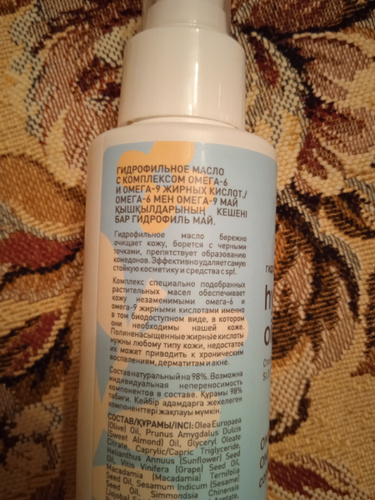 ГИДРОФИЛЬНОЕ МАСЛО
С КОМПЛЕКСОМ ОМЕГА-6
И ОМЕГА-9 ЖИРНЫХ КИСЛОТ./
ОМЕГА-6 МЕН ОМЕГА-9 МАЙ
ҚЫШҚЫЛДАРЫНЫҢ КЕШЕНІ
БАР ГИДРОФИЛЬ МАЙ.
Гидрофильное масло бережно
очищает кожу, борется с черными
точками, препятствует образованию
комедонов. Эффективно удаляет самую
стойкую косметику и средства с spf.
Комплекс специально подобранных
растительных масел обеспечивает
кожу незаменимыми омега-6 и
омега-9 жирными кислотами именно
в том биодоступном виде, в котором
они необходимы нашей коже.
Полиненасыщенные жирные кислоты
нужны любому типу кожи, недостаток
их может приводить к хроническим
воспалениям, дерматитам и акне.
Состав натуральный на 98%. Возможна
индивидуальная непереносимость
компонентов в составе. Құрамы 98%
табиғи. Кейбір адамдарға жекелеген
компоненттері жақпауы мүмкін.
СОСТАВ/ҚҰРАМЫ/INCI: Olea Europaea
(Olive) Oil, Prunus Amygdalus Dulcis
(Sweet Almond) Oil, Glyceryl Oleate
Citrate, Caprylic/Capric Triglyceride,
Helianthus Annuus (Sunflower) Seed
Oil, Vitis Vinifera (Grape) Seed Oil,
Macadamia Ternifolia
(Macadamia) Seed Oil, Sesamum Indicum (Sesame)
Oil, Simmondsia Chinensis